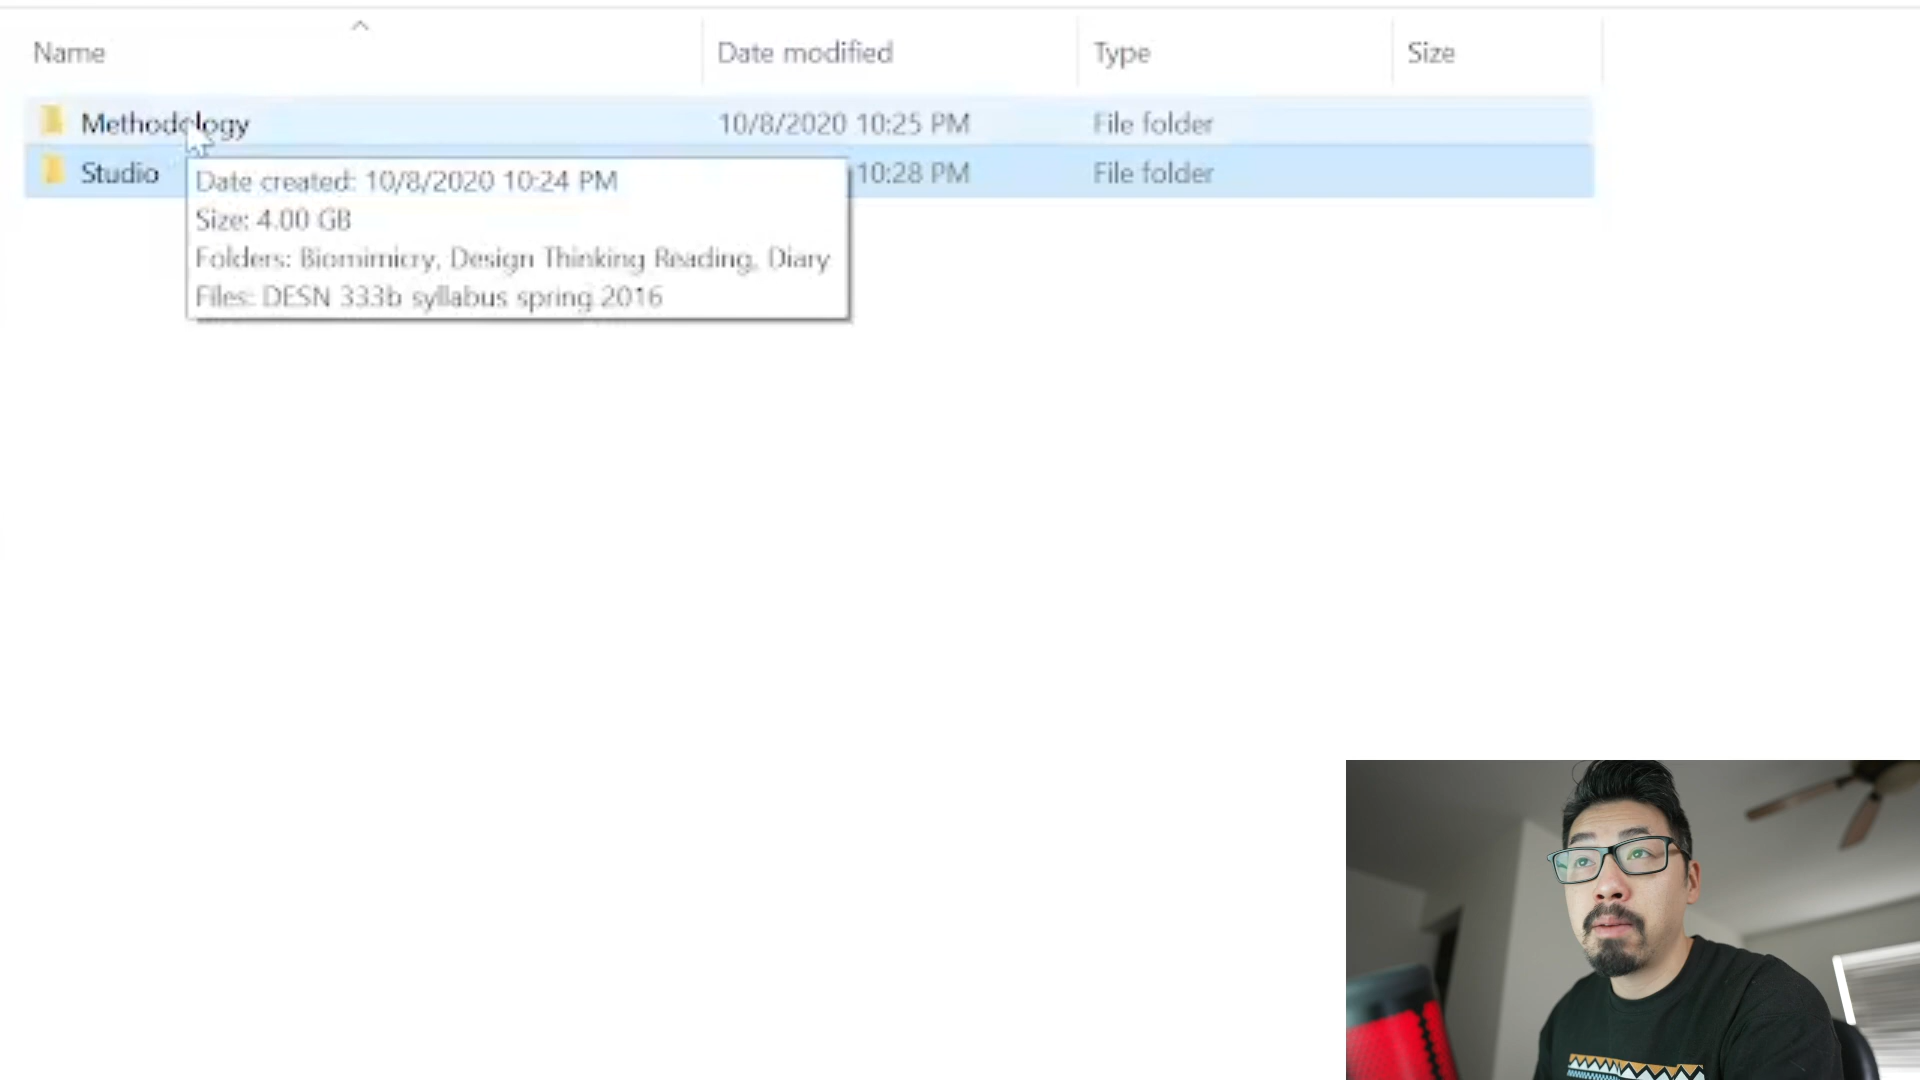 Name Date modified Type Size
Methodology 10/8/2020 10:25 PM File folder
Studio 10:28 PM File folder
Date created: 10/8/2020 10:24 PM
Size: 4.00 GB
Folders: Biomimicry, Design Thinking Reading, Diary
Files: DESN 333b syllabus spring 2016